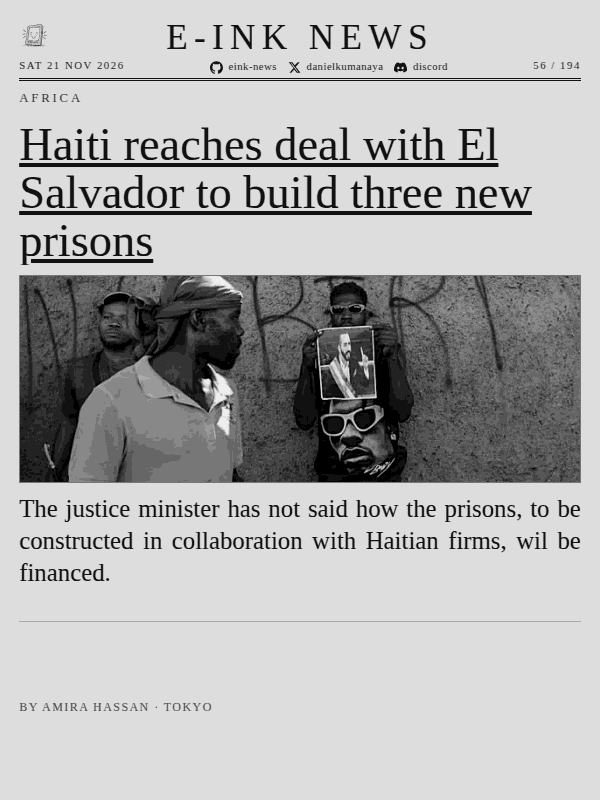 E-INK NEWS
SAT 21 NOV 2026
eink-news
danielkumanaya
discord
56 / 194
AFRICA
Haiti reaches deal with El
Salvador to build three new
prisons
The justice minister has not said how the prisons, to be
constructed in collaboration with Haitian firms, wil be
financed.
BY AMIRA HASSAN · TOKYO